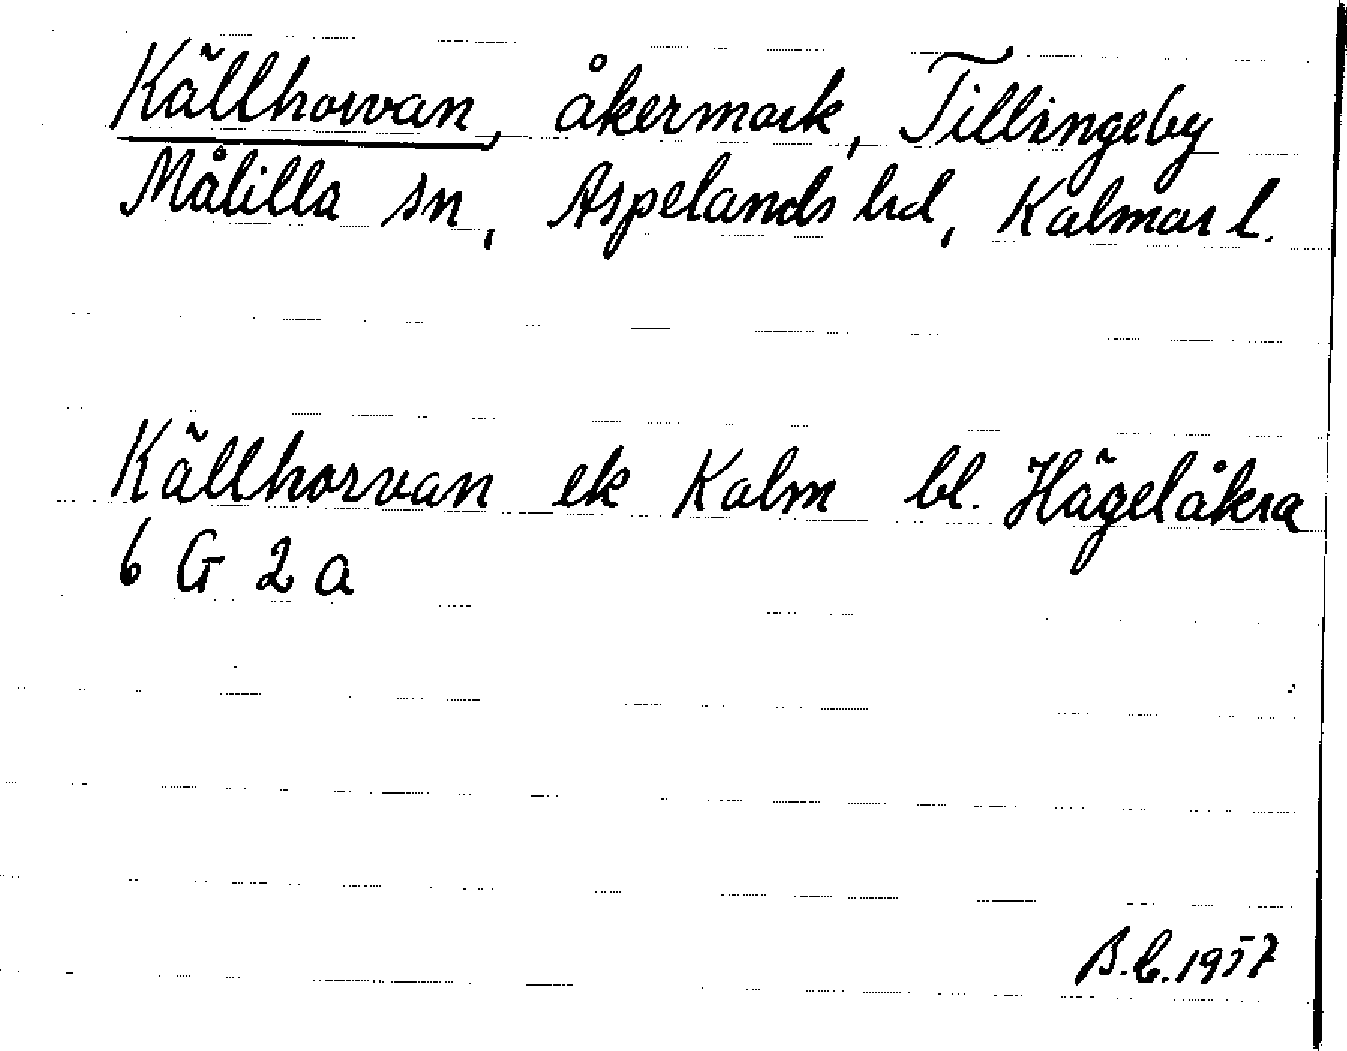 Källhorvan, åkermark, Tillingeby
Målilla sn, Aspelands hd, Kalmar l.
Källhorvan ek Kalm bl. Hägelåkra
6 G 2 a
B.C. 1957